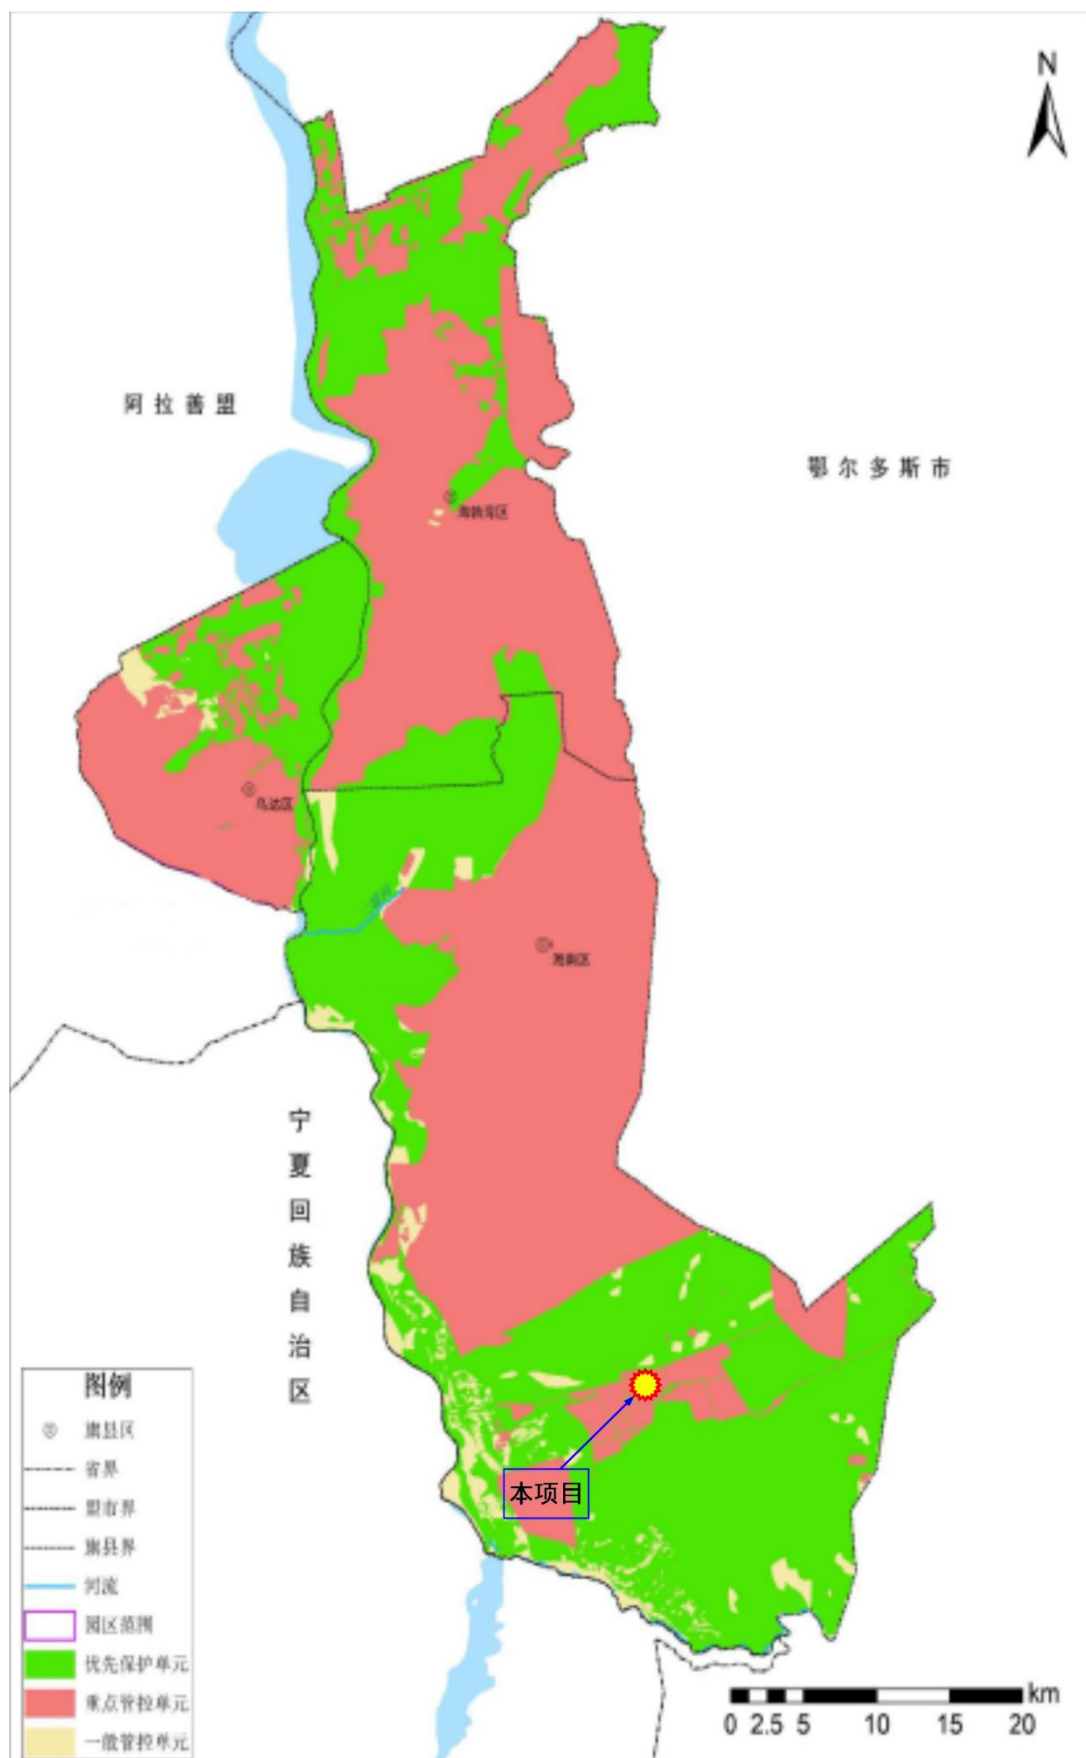 N
阿拉善盟
鄂尔多斯市
海勃湾区
乌达区
海南区
宁夏回族自治区
本项目
图例
旗县区
省界
盟市界
旗县界
河流
园区范围
优先保护单元
重点管控单元
一般管控单元
km
0 2.5 5 10 15 20